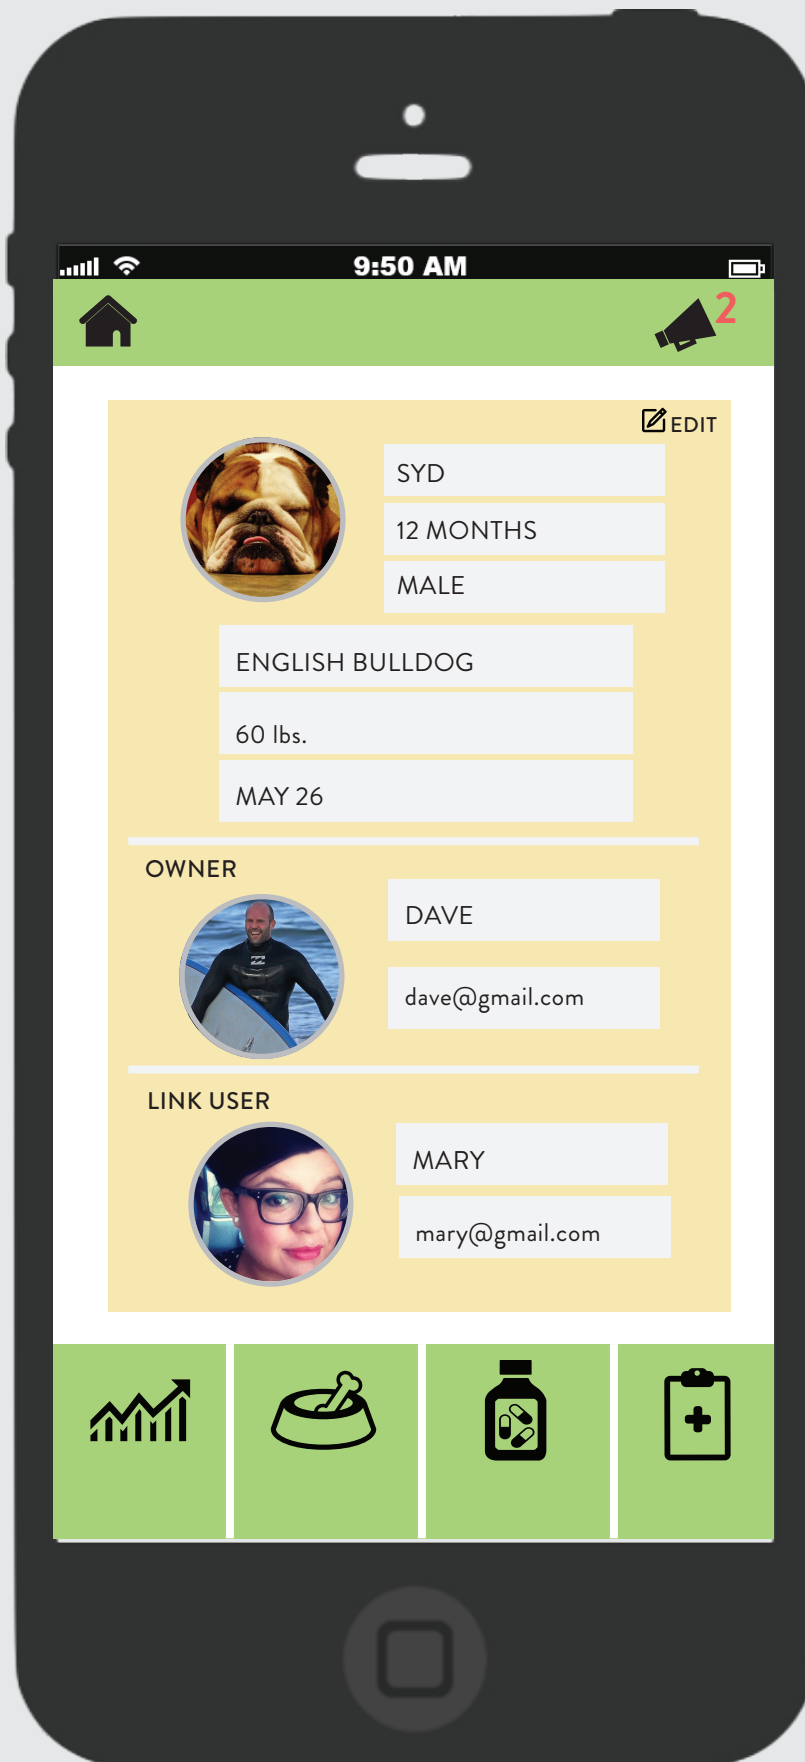 9:50 AM
2
EDIT
SYD
12 MONTHS
MALE
ENGLISH BULLDOG
60 lbs.
MAY 26
OWNER
DAVE
dave@gmail.com
LINK USER
MARY
mary@gmail.com